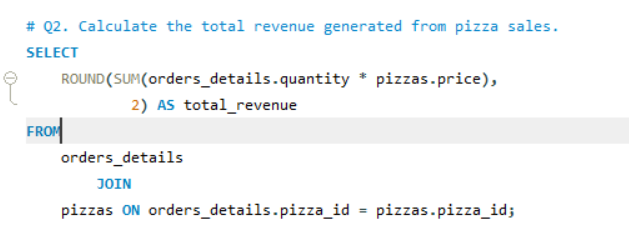 # Q2. Calculate the total revenue generated from pizza sales.
SELECT
ROUND(SUM(orders_details.quantity * pizzas.price),
2) AS total_revenue
FROM
orders_details
JOIN
pizzas ON orders_details.pizza_id = pizzas.pizza_id;